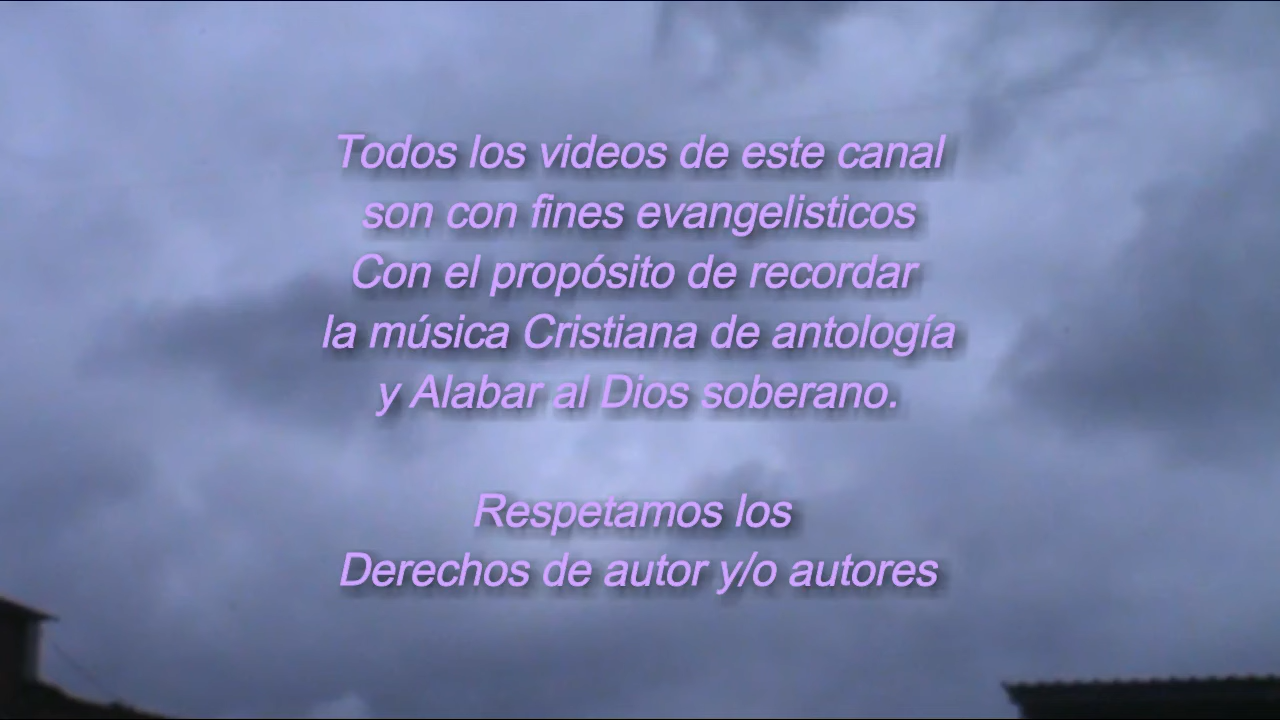 Todos los videos de este canal
son con fines evangelisticos
Con el propósito de recordar
la música Cristiana de antología
y Alabar al Dios soberano.
Respetamos los
Derechos de autor y/o autores